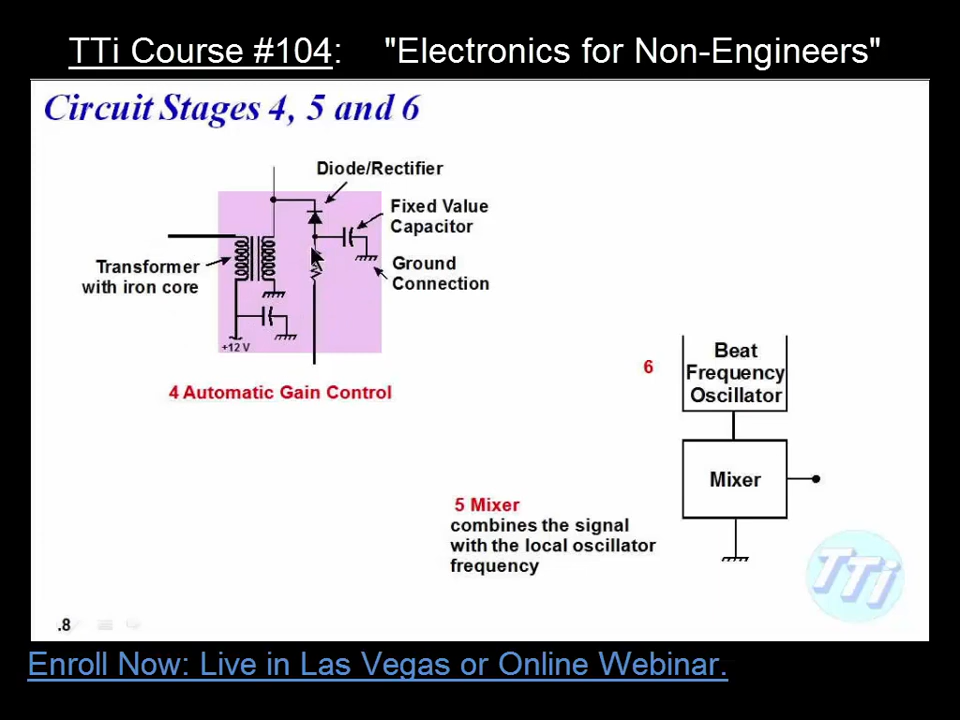 TTi Course #104: "Electronics for Non-Engineers"
Circuit Stages 4, 5 and 6
Diode/Rectifier
Fixed Value
Capacitor
Ground
Connection
Transformer
with iron core
+12 V
4 Automatic Gain Control
6
Beat
Frequency
Oscillator
Mixer
5 Mixer
combines the signal
with the local oscillator
frequency
TTi
.8
Enroll Now: Live in Las Vegas or Online Webinar.